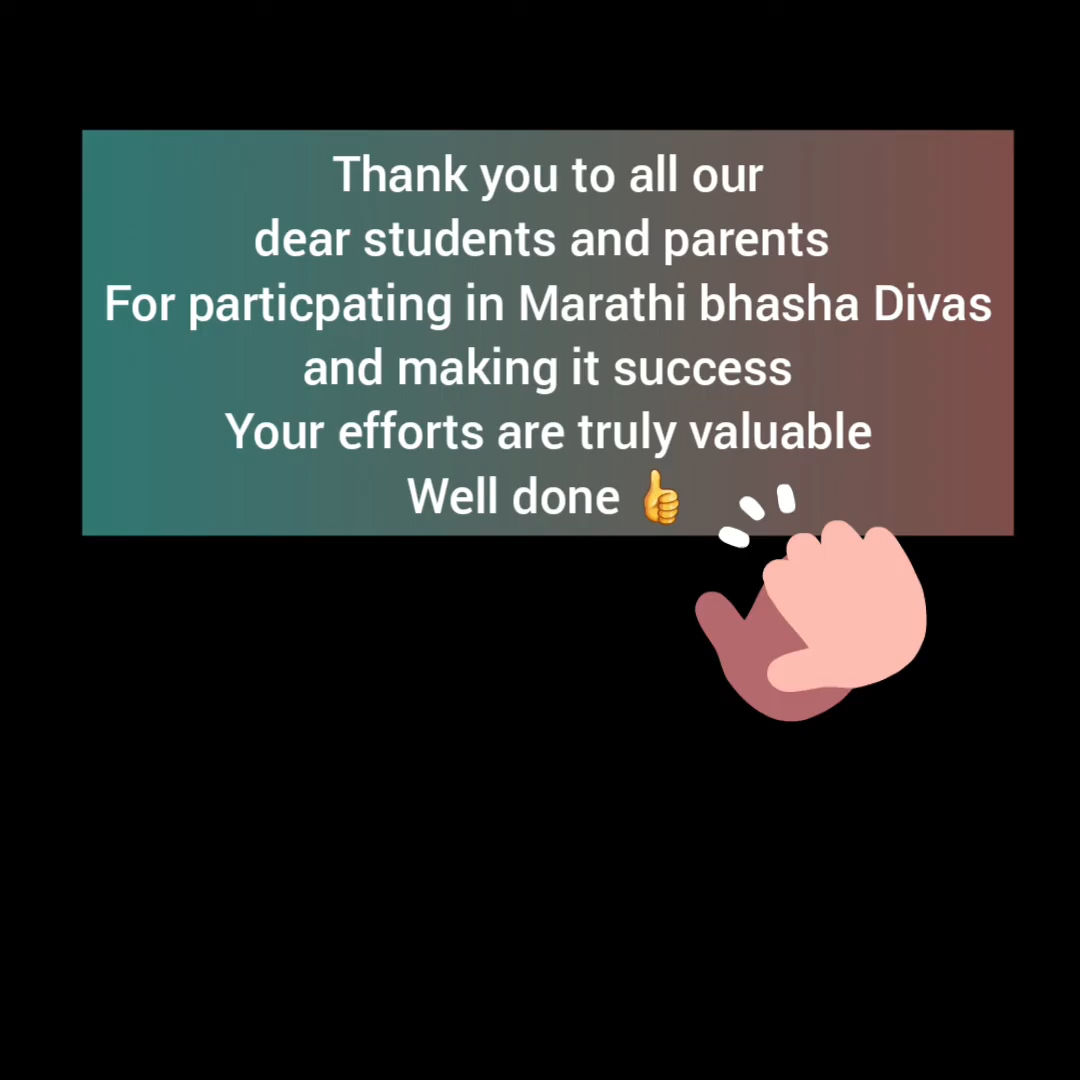 Thank you to all our
dear students and parents
For particpating in Marathi bhasha Divas
and making it success
Your efforts are truly valuable
Well done 👍